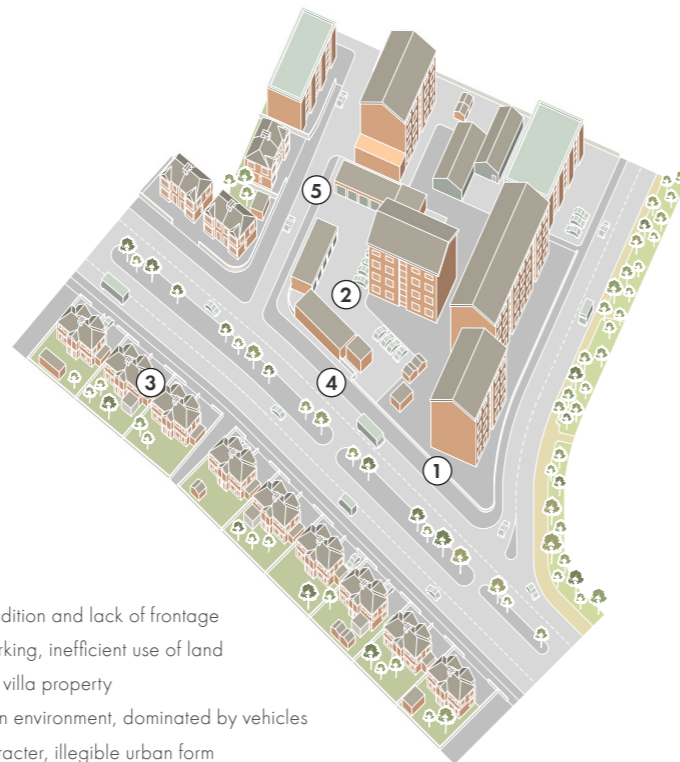 5
2
3
4
1
dition and lack of frontage
rking, inefficient use of land
villa property
n environment, dominated by vehicles
racter, illegible urban form